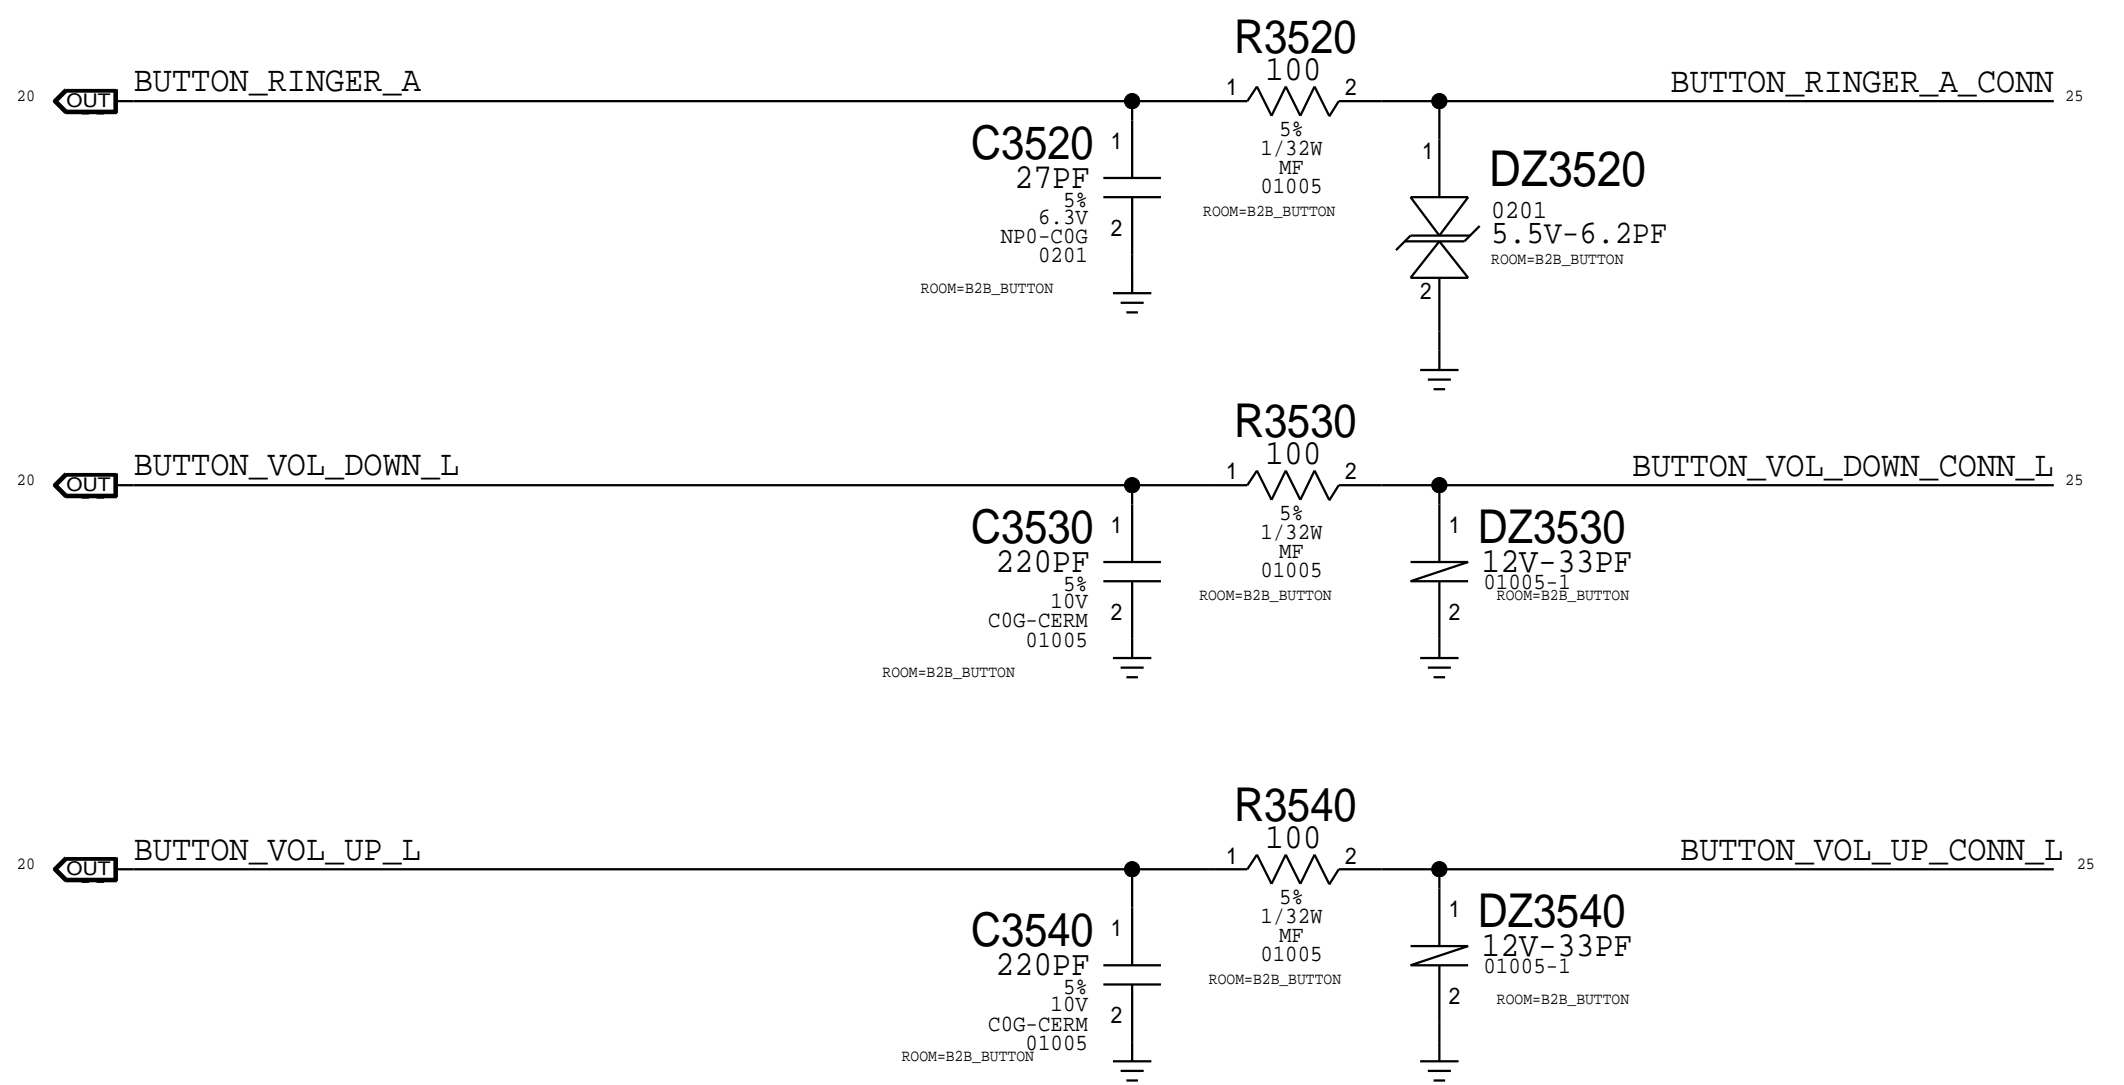 R3520
100
20 OUT BUTTON_RINGER_A 1 2 BUTTON_RINGER_A_CONN 25
5%
1/32W
MF
01005
ROOM=B2B_BUTTON
C3520 1
27PF
5%
6.3V
NP0-C0G
0201
2
ROOM=B2B_BUTTON
1 DZ3520
0201
5.5V-6.2PF
ROOM=B2B_BUTTON
2
R3530
100
20 OUT BUTTON_VOL_DOWN_L 1 2 BUTTON_VOL_DOWN_CONN_L 25
5%
1/32W
MF
01005
ROOM=B2B_BUTTON
C3530 1
220PF
5%
10V
C0G-CERM
01005
2
ROOM=B2B_BUTTON
1 DZ3530
12V-33PF
01005-1
ROOM=B2B_BUTTON
2
R3540
100
20 OUT BUTTON_VOL_UP_L 1 2 BUTTON_VOL_UP_CONN_L 25
5%
1/32W
MF
01005
ROOM=B2B_BUTTON
C3540 1
220PF
5%
10V
C0G-CERM
01005
2
ROOM=B2B_BUTTON
1 DZ3540
12V-33PF
01005-1
2 ROOM=B2B_BUTTON